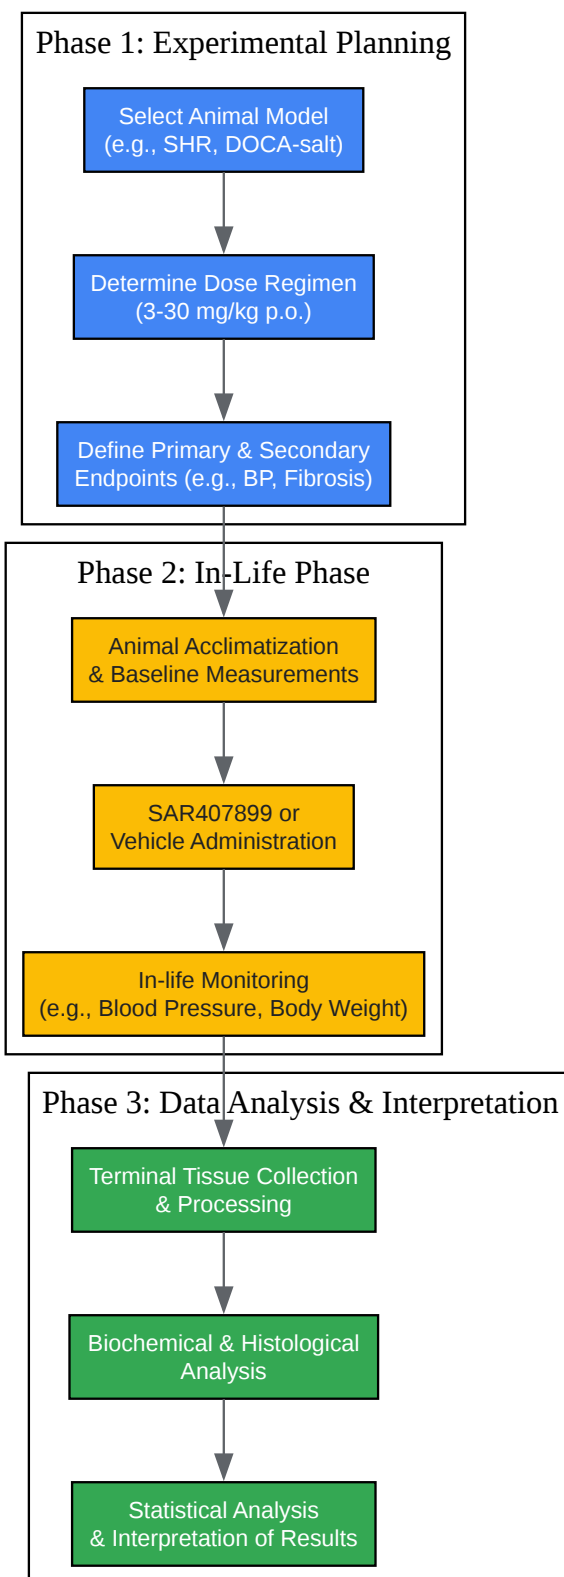 Phase 1: Experimental Planning
Select Animal Model
(e.g., SHR, DOCA-salt)
Determine Dose Regimen
(3-30 mg/kg p.o.)
Define Primary & Secondary
Endpoints (e.g., BP, Fibrosis)
Phase 2: In-Life Phase
Animal Acclimatization
& Baseline Measurements
SAR407899 or
Vehicle Administration
In-life Monitoring
(e.g., Blood Pressure, Body Weight)
Phase 3: Data Analysis & Interpretation
Terminal Tissue Collection
& Processing
Biochemical & Histological
Analysis
Statistical Analysis
& Interpretation of Results